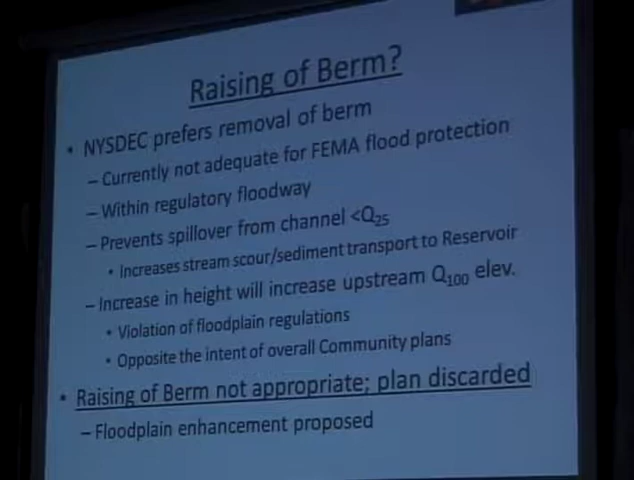 Raising of Berm?
• NYSDEC prefers removal of berm
– Currently not adequate for FEMA flood protection
– Within regulatory floodway
– Prevents spillover from channel <Q25
• Increases stream scour/sediment transport to Reservoir
– Increase in height will increase upstream Q100 elev.
• Violation of floodplain regulations
• Opposite the intent of overall Community plans
• Raising of Berm not appropriate; plan discarded
– Floodplain enhancement proposed